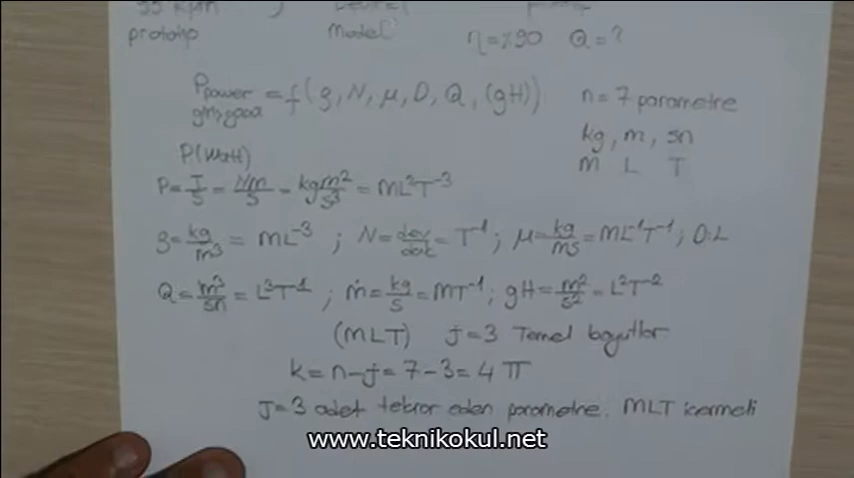 prototip model η=%90 Q=?
Ppower = f(ρ, N, μ, D, Q, (gH)) n=7 parametre
kg, m, sn
P(Watt) M L T
P=J/s=Nm/s=kgm²/s³=ML²T⁻³
ρ=kg/m³=ML⁻³ ; N=dev/dak=T⁻¹ ; μ=kg/ms=ML⁻¹T⁻¹ ; D:L
Q=m³/sn=L³T⁻¹ ; ṁ=kg/s=MT⁻¹ ; gH=m²/s²=L²T⁻²
(MLT) j=3 Temel boyutlar
k=n-j=7-3=4 π
J=3 adet tekrar eden parametre. MLT icermeli
www.teknikokul.net